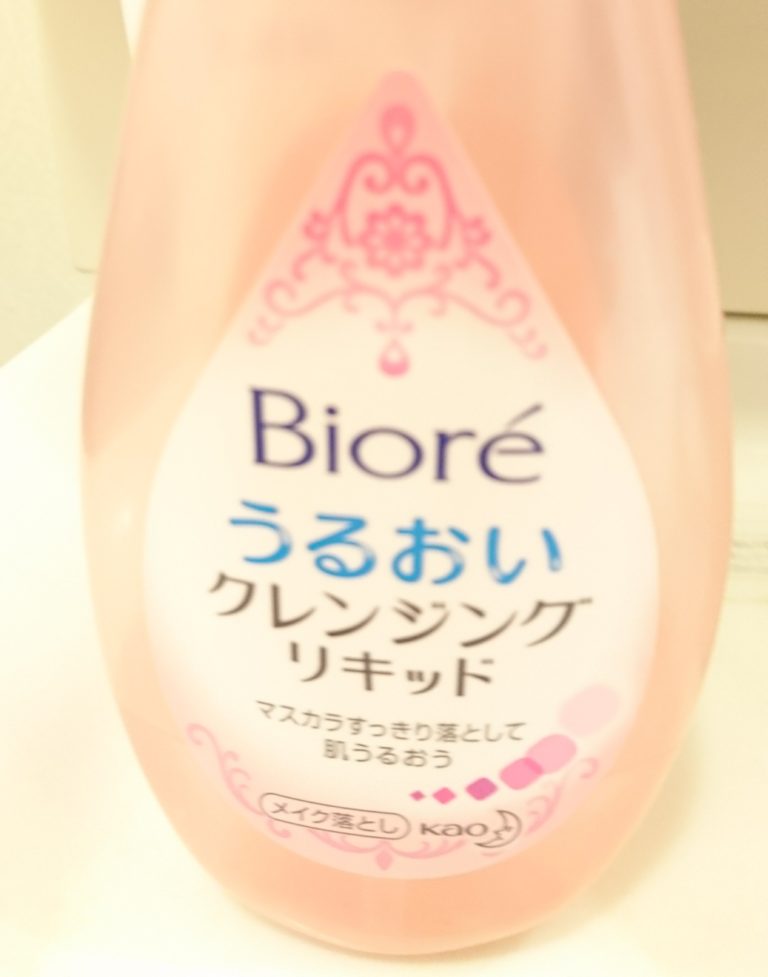 Bioré
うるおい
クレンジング
リキッド
マスカラすっきり落として
肌うるおう
メイク落とし
Kao